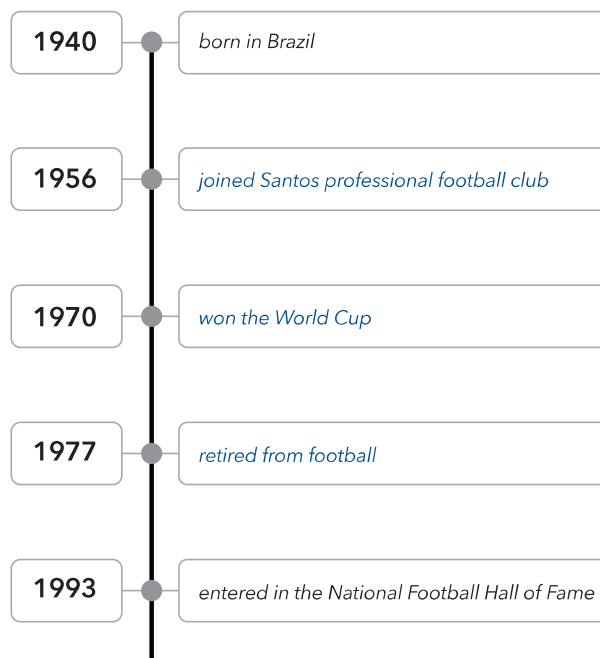 1940
born in Brazil
1956
joined Santos professional football club
1970
won the World Cup
1977
retired from football
1993
entered in the National Football Hall of Fame